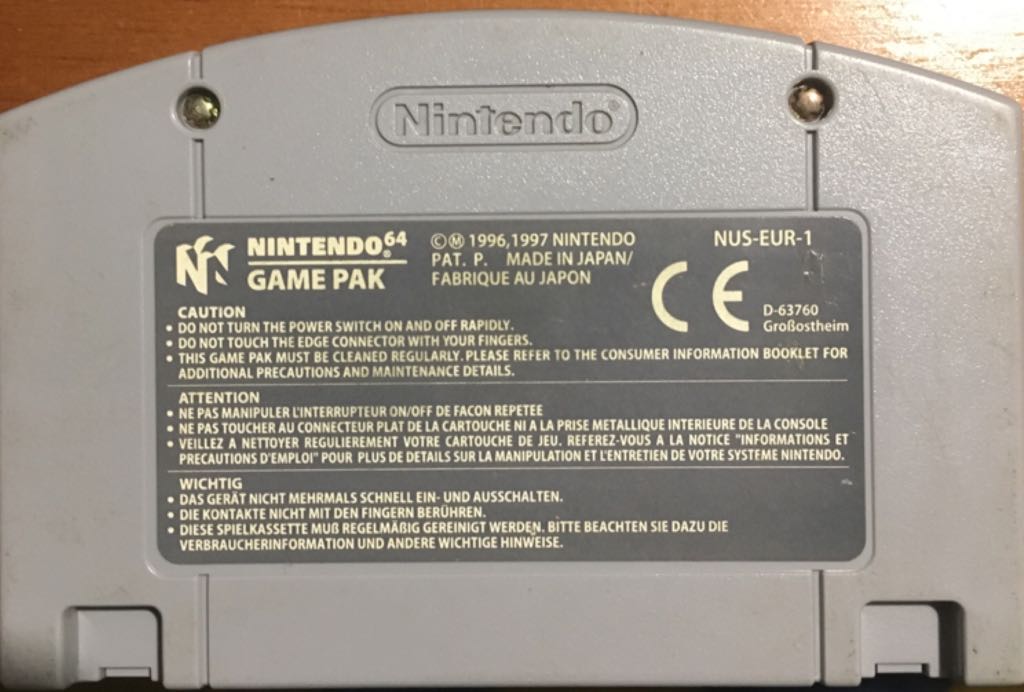 Nintendo®
NINTENDO®64
GAME PAK
©Ⓜ 1996,1997 NINTENDO
PAT. P. MADE IN JAPAN/
FABRIQUE AU JAPON
NUS-EUR-1
CE
D-63760
Großostheim
CAUTION
• DO NOT TURN THE POWER SWITCH ON AND OFF RAPIDLY.
• DO NOT TOUCH THE EDGE CONNECTOR WITH YOUR FINGERS.
• THIS GAME PAK MUST BE CLEANED REGULARLY. PLEASE REFER TO THE CONSUMER INFORMATION BOOKLET FOR
ADDITIONAL PRECAUTIONS AND MAINTENANCE DETAILS.
ATTENTION
• NE PAS MANIPULER L'INTERRUPTEUR ON/OFF DE FACON REPETEE
• NE PAS TOUCHER AU CONNECTEUR PLAT DE LA CARTOUCHE NI A LA PRISE METALLIQUE INTERIEURE DE LA CONSOLE
• VEILLEZ A NETTOYER REGULIEREMENT VOTRE CARTOUCHE DE JEU. REFEREZ-VOUS A LA NOTICE "INFORMATIONS ET
PRECAUTIONS D'EMPLOI" POUR PLUS DE DETAILS SUR LA MANIPULATION ET L'ENTRETIEN DE VOTRE SYSTEME NINTENDO.
WICHTIG
• DAS GERÄT NICHT MEHRMALS SCHNELL EIN- UND AUSSCHALTEN.
• DIE KONTAKTE NICHT MIT DEN FINGERN BERÜHREN.
• DIESE SPIELKASSETTE MUß REGELMÄßIG GEREINIGT WERDEN. BITTE BEACHTEN SIE DAZU DIE
VERBRAUCHERINFORMATION UND ANDERE WICHTIGE HINWEISE.